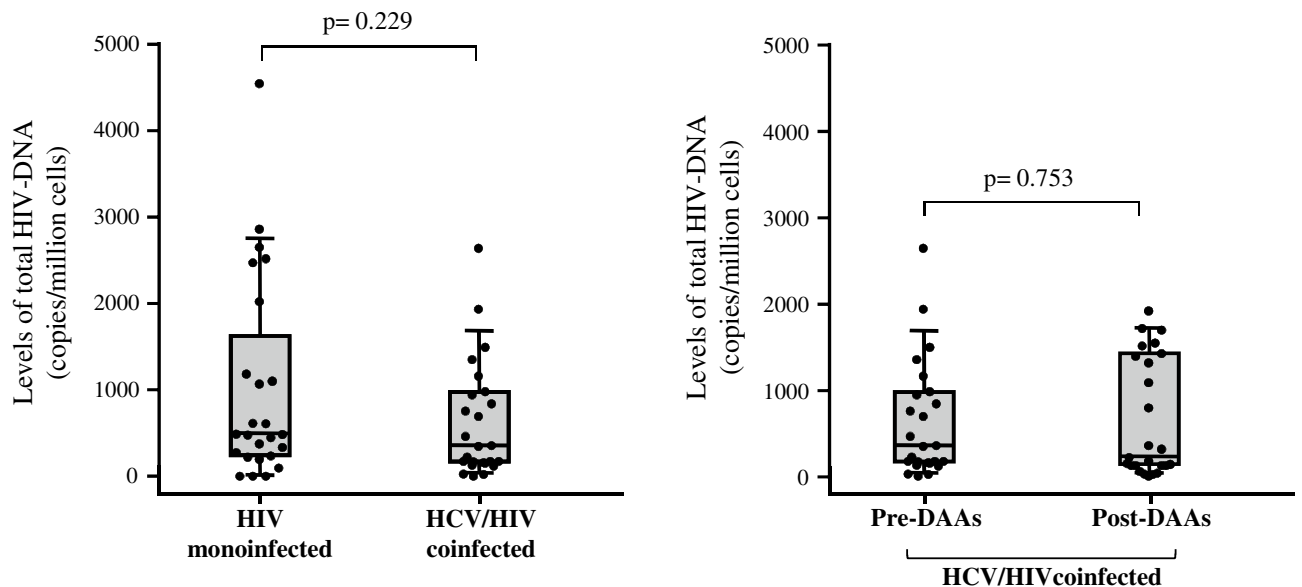 p= 0.229
5000
4000
3000
2000
1000
0
Levels of total HIV-DNA
(copies/million cells)
HIV
monoinfected
HCV/HIV
coinfected
p= 0.753
5000
4000
3000
2000
1000
0
Levels of total HIV-DNA
(copies/million cells)
Pre-DAAs
Post-DAAs
HCV/HIVcoinfected